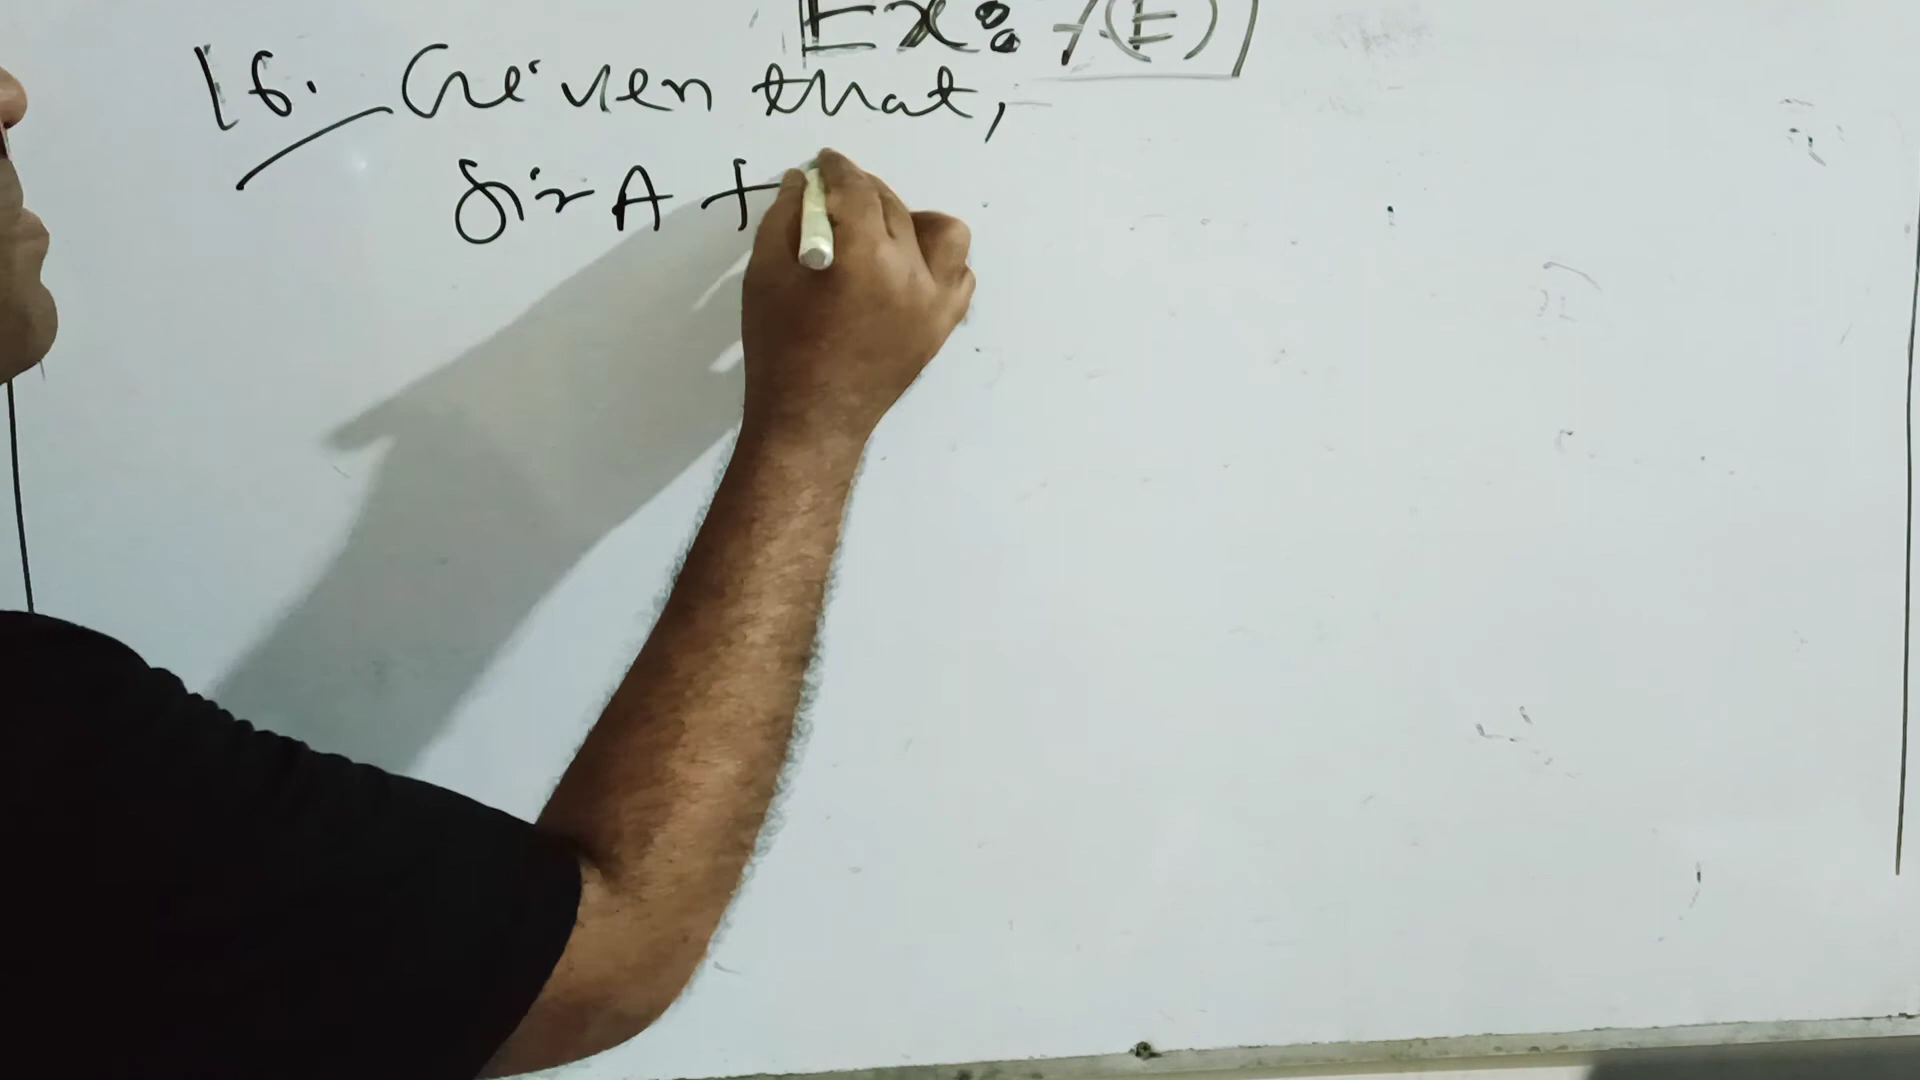 Ex: 7(E)
16. Given that,
sin A +